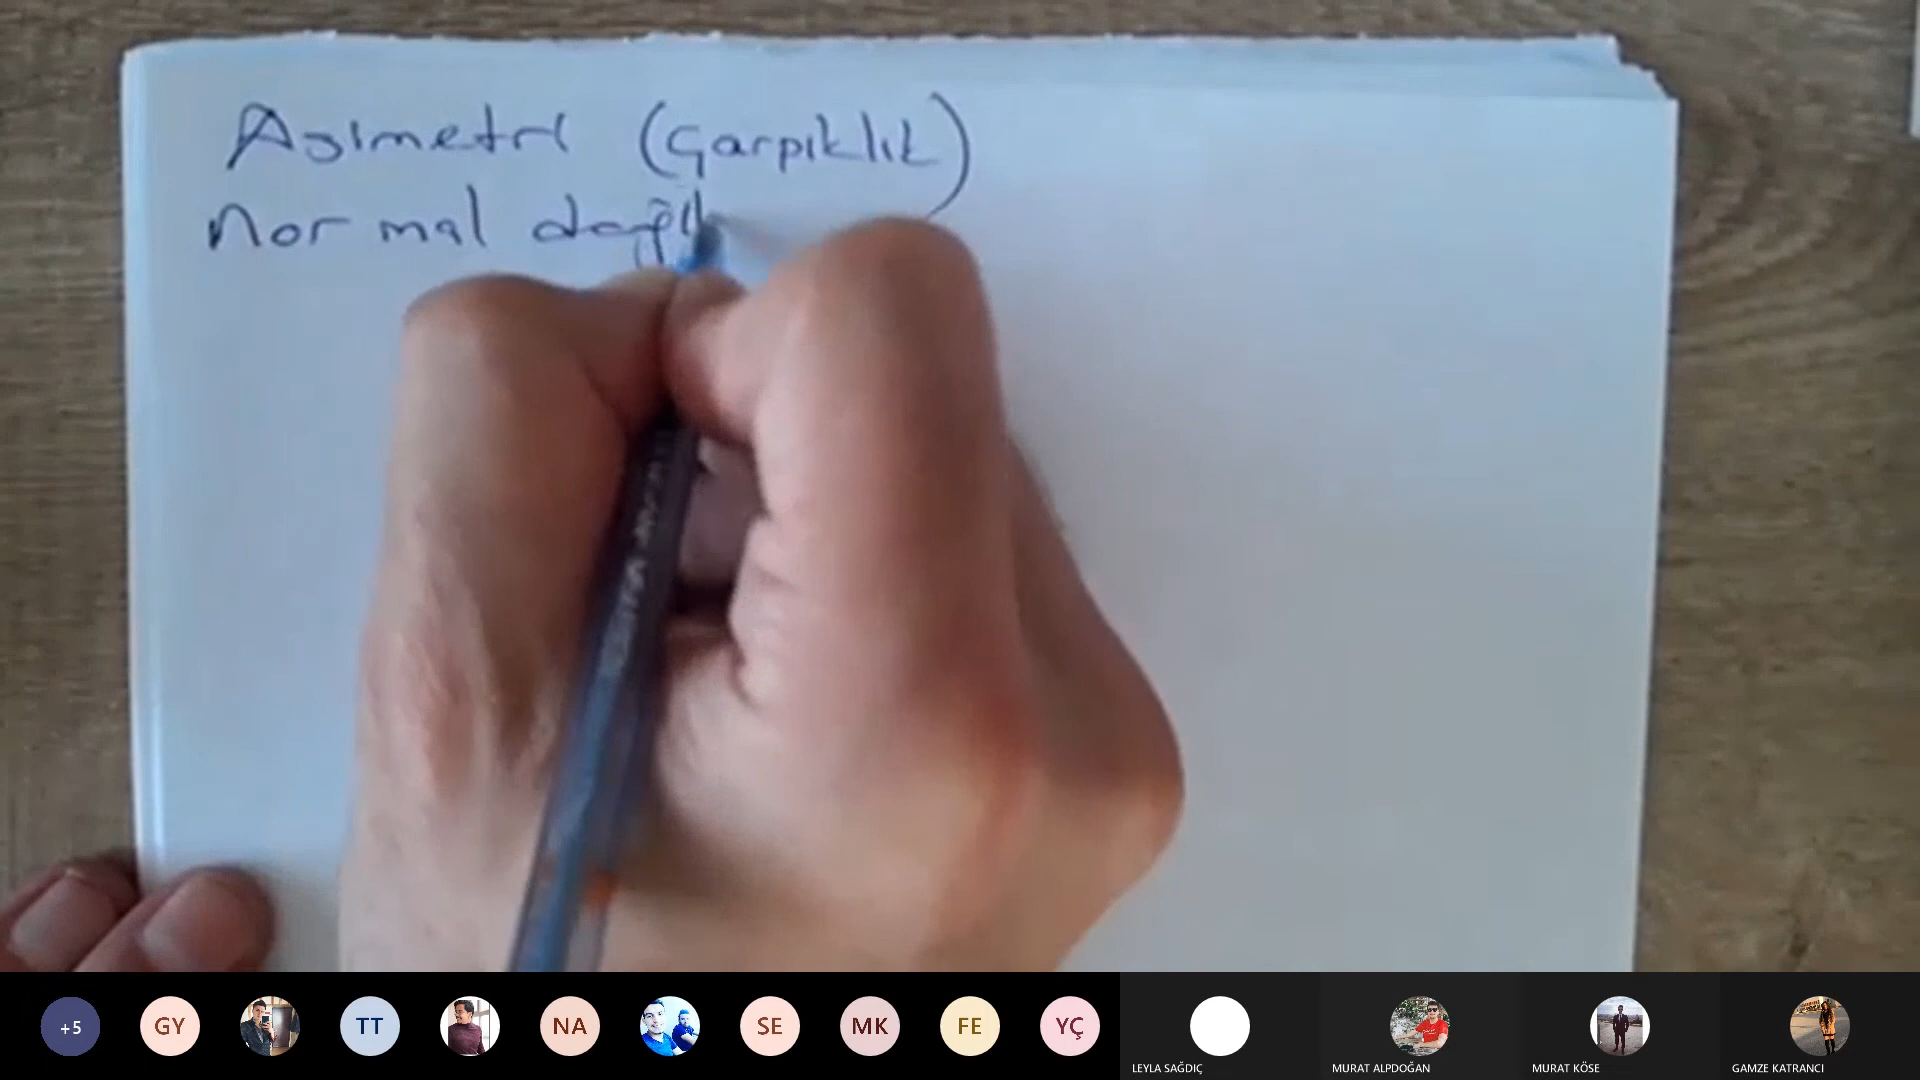 Asimetri (Çarpıklık)
normal dağıl
+5
GY
TT
NA
SE
MK
FE
YÇ
LEYLA SAĞDIÇ
MURAT ALPDOĞAN
MURAT KÖSE
GAMZE KATRANCI